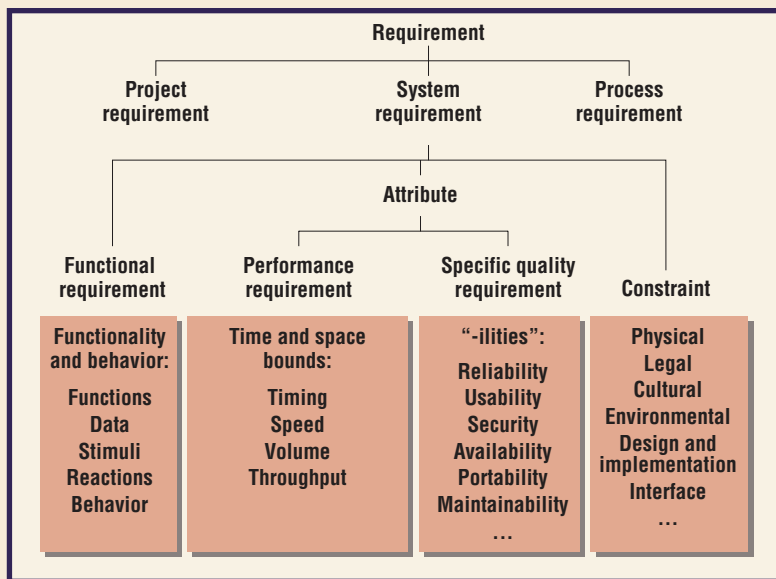 Requirement
Project
requirement
System
requirement
Process
requirement
Attribute
Functional
requirement
Performance
requirement
Specific quality
requirement
Constraint
Functionality
and behavior:
Functions
Data
Stimuli
Reactions
Behavior
Time and space
bounds:
Timing
Speed
Volume
Throughput
“-ilities”:
Reliability
Usability
Security
Availability
Portability
Maintainability
...
Physical
Legal
Cultural
Environmental
Design and
implementation
Interface
...